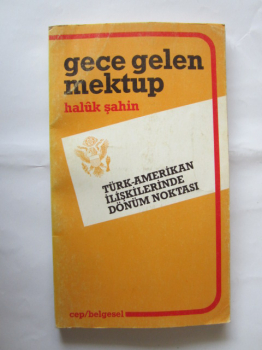 gece gelen
mektup
halûk şahin
TÜRK-AMERİKAN
İLİŞKİLERİNDE
DÖNÜM NOKTASI
cep/belgesel